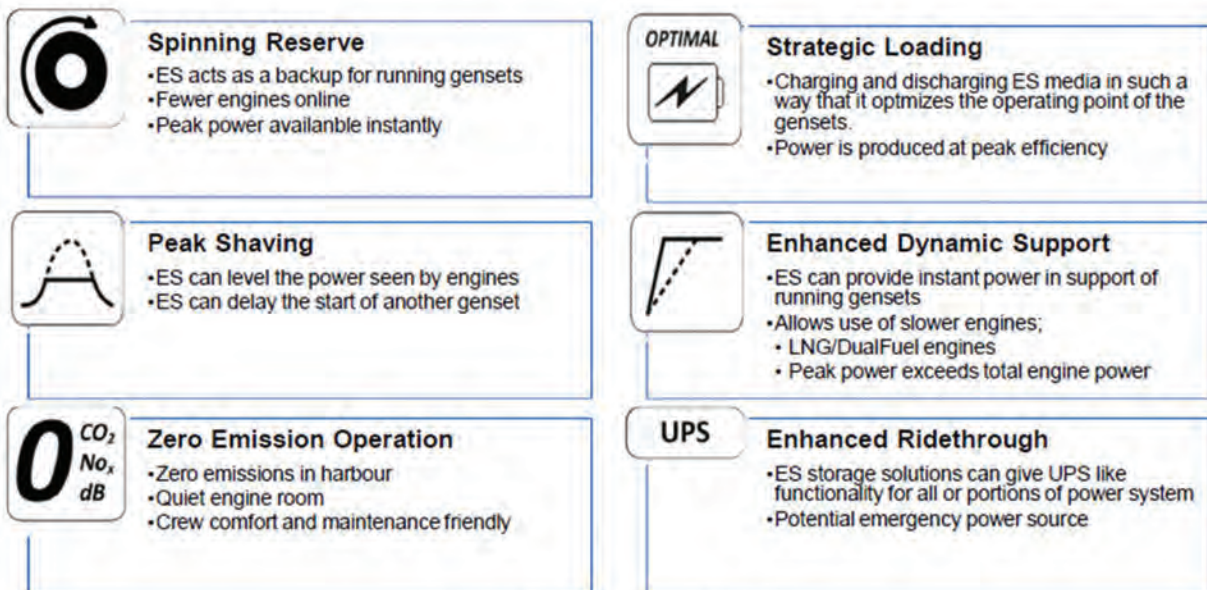 Spinning Reserve
•ES acts as a backup for running gensets
•Fewer engines online
•Peak power availanble instantly
OPTIMAL
Strategic Loading
•Charging and discharging ES media in such a
way that it optmizes the operating point of the
gensets.
•Power is produced at peak efficiency
Peak Shaving
•ES can level the power seen by engines
•ES can delay the start of another genset
Enhanced Dynamic Support
•ES can provide instant power in support of
running gensets
•Allows use of slower engines;
• LNG/DualFuel engines
• Peak power exceeds total engine power
0 CO₂
Noₓ
dB
Zero Emission Operation
•Zero emissions in harbour
•Quiet engine room
•Crew comfort and maintenance friendly
UPS
Enhanced Ridethrough
•ES storage solutions can give UPS like
functionality for all or portions of power system
•Potential emergency power source